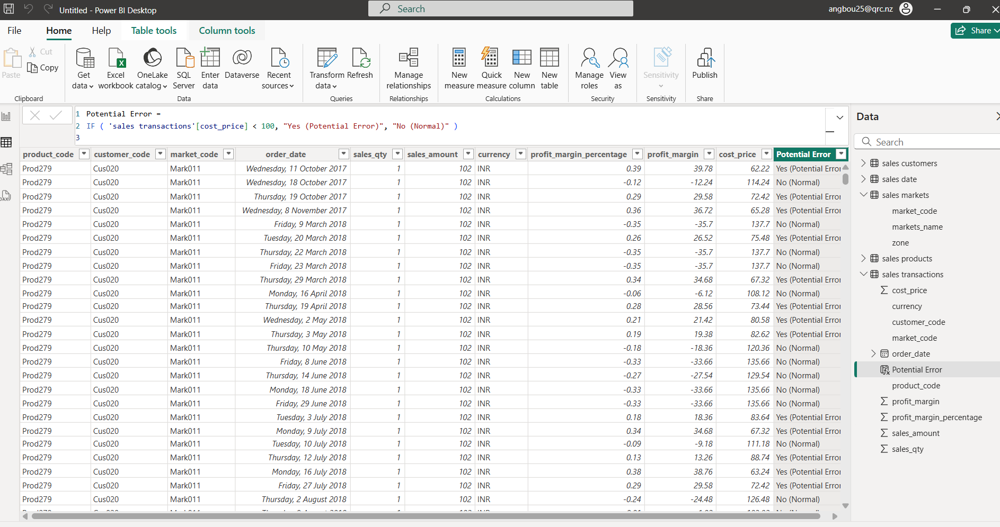 Untitled - Power BI Desktop
Search
angbou25@qrc.nz
File Home Help Table tools Column tools
Share
Paste
Cut
Copy
Clipboard
Get data
Excel workbook
OneLake catalog
SQL Server
Enter data
Dataverse
Recent sources
Data
Transform data
Refresh
Queries
Manage relationships
Relationships
New measure
Quick measure
New column
New table
Calculations
Manage roles
View as
Security
Sensitivity
Sensitivity
Publish
Share
1 Potential Error =
2 IF ( 'sales transactions'[cost_price] < 100, "Yes (Potential Error)", "No (Normal)" )
3
DAX
product_code customer_code market_code order_date sales_qty sales_amount currency profit_margin_percentage profit_margin cost_price Potential Error
Prod279 Cus020 Mark011 Wednesday, 11 October 2017 1 102 INR 0.39 39.78 62.22 Yes (Potential Error
Prod279 Cus020 Mark011 Wednesday, 18 October 2017 1 102 INR -0.12 -12.24 114.24 No (Normal)
Prod279 Cus020 Mark011 Thursday, 19 October 2017 1 102 INR 0.29 29.58 72.42 Yes (Potential Error
Prod279 Cus020 Mark011 Wednesday, 8 November 2017 1 102 INR 0.36 36.72 65.28 Yes (Potential Error
Prod279 Cus020 Mark011 Friday, 9 March 2018 1 102 INR -0.35 -35.7 137.7 No (Normal)
Prod279 Cus020 Mark011 Tuesday, 20 March 2018 1 102 INR 0.26 26.52 75.48 Yes (Potential Error
Prod279 Cus020 Mark011 Thursday, 22 March 2018 1 102 INR -0.35 -35.7 137.7 No (Normal)
Prod279 Cus020 Mark011 Friday, 23 March 2018 1 102 INR -0.35 -35.7 137.7 No (Normal)
Prod279 Cus020 Mark011 Thursday, 29 March 2018 1 102 INR 0.34 34.68 67.32 Yes (Potential Error
Prod279 Cus020 Mark011 Monday, 16 April 2018 1 102 INR -0.06 -6.12 108.12 No (Normal)
Prod279 Cus020 Mark011 Thursday, 19 April 2018 1 102 INR 0.28 28.56 73.44 Yes (Potential Error
Prod279 Cus020 Mark011 Wednesday, 2 May 2018 1 102 INR 0.21 21.42 80.58 Yes (Potential Error
Prod279 Cus020 Mark011 Thursday, 3 May 2018 1 102 INR 0.19 19.38 82.62 Yes (Potential Error
Prod279 Cus020 Mark011 Thursday, 10 May 2018 1 102 INR -0.18 -18.36 120.36 No (Normal)
Prod279 Cus020 Mark011 Friday, 8 June 2018 1 102 INR -0.33 -33.66 135.66 No (Normal)
Prod279 Cus020 Mark011 Thursday, 14 June 2018 1 102 INR -0.27 -27.54 129.54 No (Normal)
Prod279 Cus020 Mark011 Monday, 18 June 2018 1 102 INR -0.33 -33.66 135.66 No (Normal)
Prod279 Cus020 Mark011 Friday, 29 June 2018 1 102 INR -0.33 -33.66 135.66 No (Normal)
Prod279 Cus020 Mark011 Tuesday, 3 July 2018 1 102 INR 0.18 18.36 83.64 Yes (Potential Error
Prod279 Cus020 Mark011 Monday, 9 July 2018 1 102 INR 0.34 34.68 67.32 Yes (Potential Error
Prod279 Cus020 Mark011 Tuesday, 10 July 2018 1 102 INR -0.09 -9.18 111.18 No (Normal)
Prod279 Cus020 Mark011 Thursday, 12 July 2018 1 102 INR 0.13 13.26 88.74 Yes (Potential Error
Prod279 Cus020 Mark011 Monday, 16 July 2018 1 102 INR 0.38 38.76 63.24 Yes (Potential Error
Prod279 Cus020 Mark011 Friday, 27 July 2018 1 102 INR 0.29 29.58 72.42 Yes (Potential Error
Prod279 Cus020 Mark011 Thursday, 2 August 2018 1 102 INR -0.24 -24.48 126.48 No (Normal)
Data
Search
sales customers
sales date
sales markets
market_code
markets_name
zone
sales products
sales transactions
cost_price
currency
customer_code
market_code
order_date
Potential Error
product_code
profit_margin
profit_margin_percentage
sales_amount
sales_qty